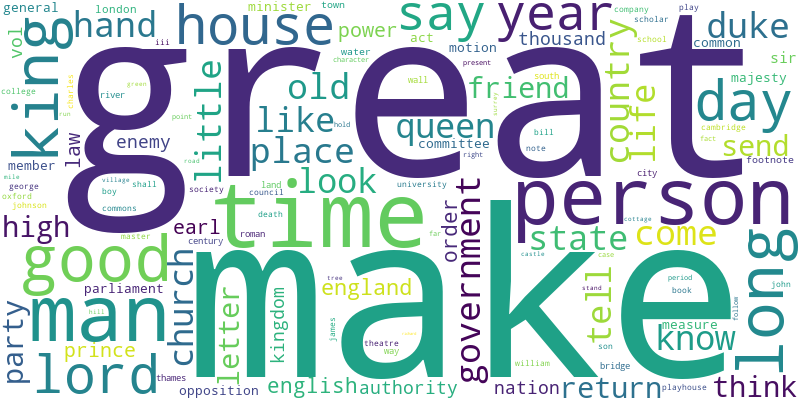 general
london
minister
town
company
scholar
play
vol
king
hand
house
power
act
motion
say
year
thousand
school
common
duke
sir
majesty
water
character
present
wall
south
college
iii
green
charles
run
river
point
great
old
friend
country
life
day
little
like
queen
hold
bill
note
surrey
send
cambridge
fact
footnote
city
member
law
enemy
place
committee
right
george
mile
village
boy
shall
commons
road
society
look
land
council
university
oxford
johnson
high
master
earl
century
time
roman
death
far
order
government
person
cottage
state
come
good
parliament
church
letter
kingdom
england
tree
castle
case
stand
tell
period
book
measure
know
follow
john
long
man
make
hill
party
prince
lord
thames
opposition
james
theatre
way
english
authority
william
son
bridge
nation
return
playhouse
think